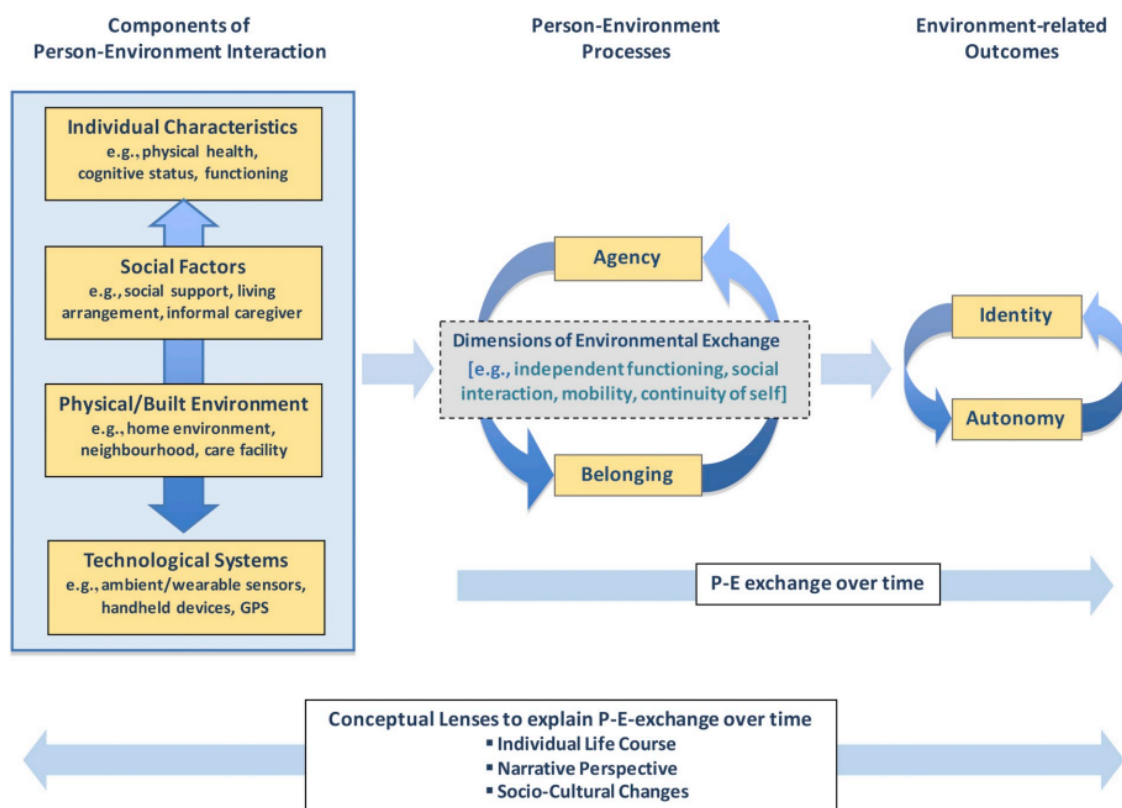 Components of
Person-Environment Interaction
Person-Environment
Processes
Environment-related
Outcomes
Individual Characteristics
e.g., physical health,
cognitive status, functioning
Social Factors
e.g., social support, living
arrangement, informal caregiver
Physical/Built Environment
e.g., home environment,
neighbourhood, care facility
Technological Systems
e.g., ambient/wearable sensors,
handheld devices, GPS
Agency
Dimensions of Environmental Exchange
[e.g., independent functioning, social
interaction, mobility, continuity of self]
Belonging
Identity
Autonomy
P-E exchange over time
Conceptual Lenses to explain P-E-exchange over time
▪ Individual Life Course
▪ Narrative Perspective
▪ Socio-Cultural Changes